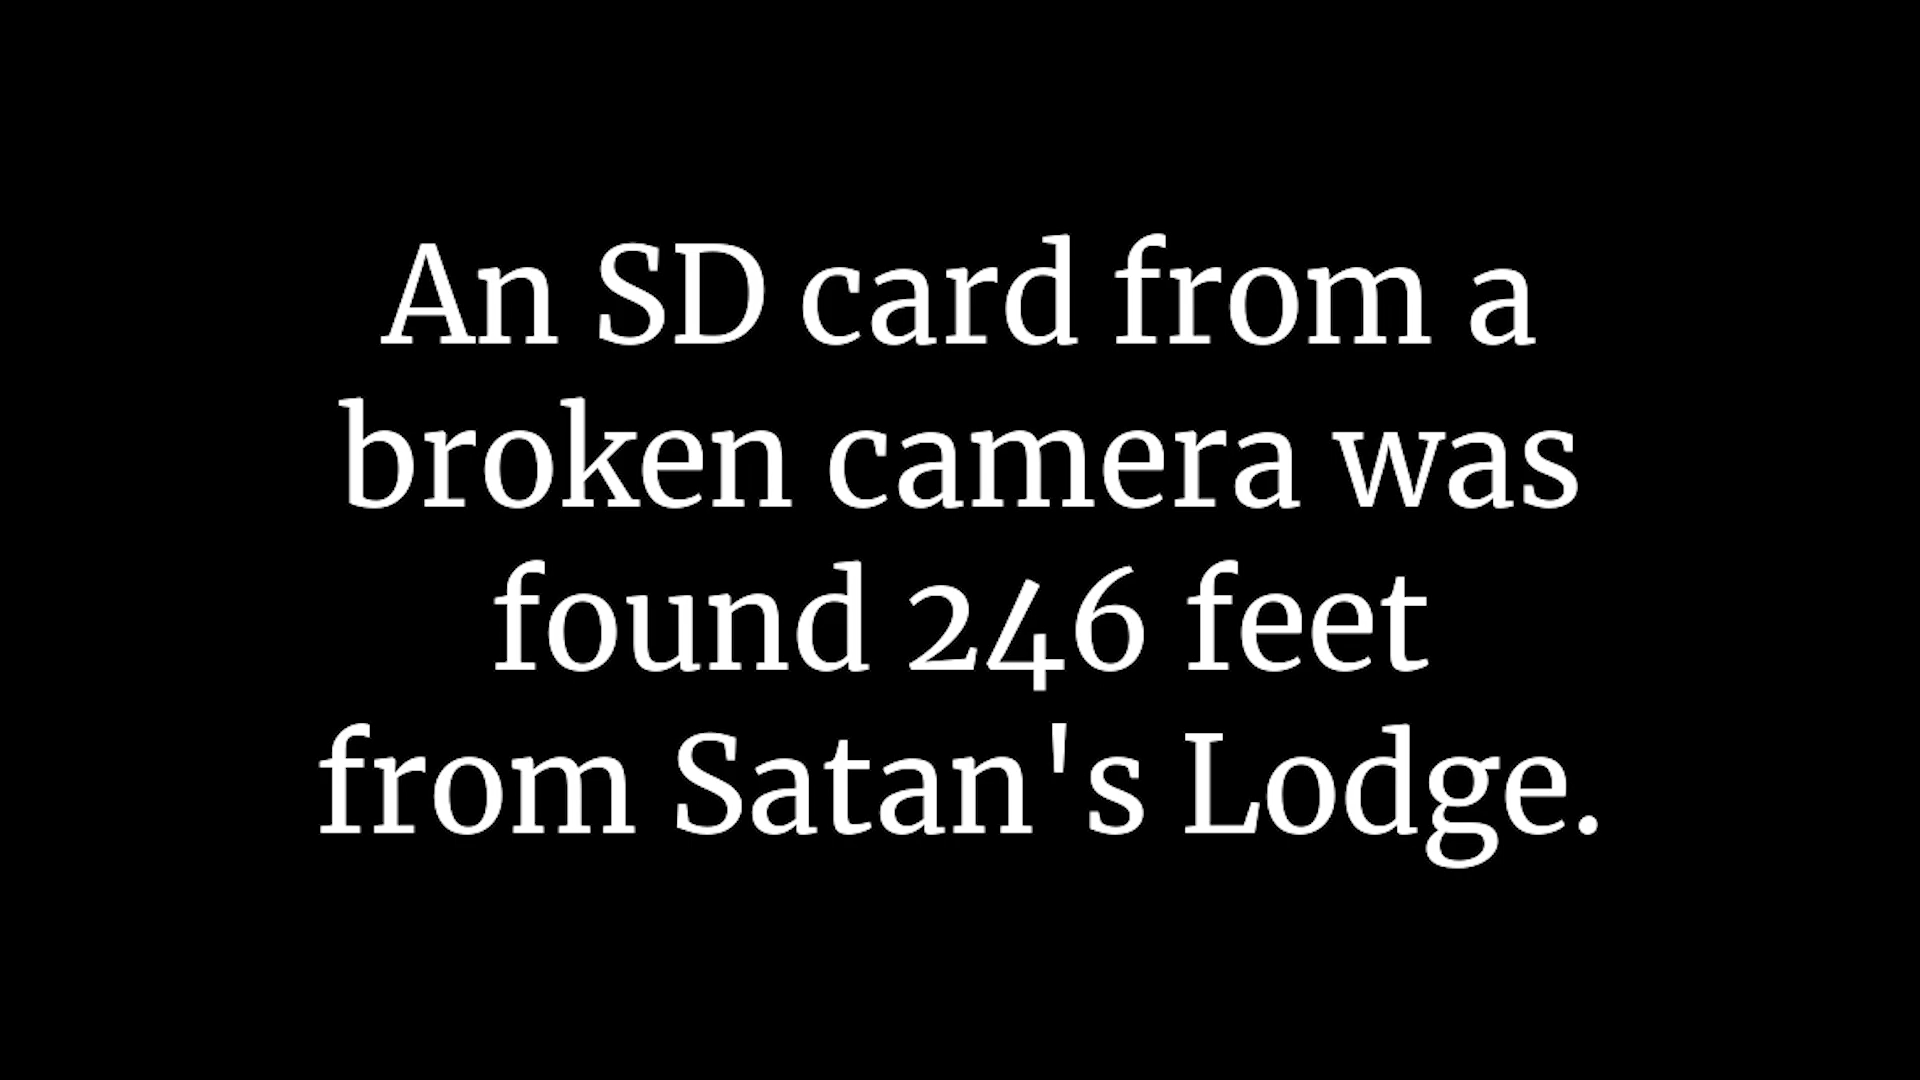 An SD card from a
broken camera was
found 246 feet
from Satan's Lodge.